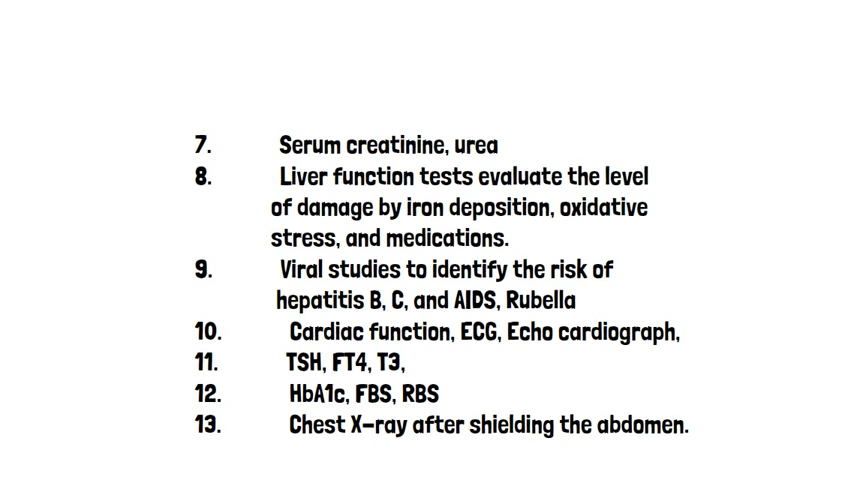 7. Serum creatinine, urea
8. Liver function tests evaluate the level
of damage by iron deposition, oxidative
stress, and medications.
9. Viral studies to identify the risk of
hepatitis B, C, and AIDS, Rubella
10. Cardiac function, ECG, Echo cardiograph,
11. TSH, FT4, T3,
12. HbA1c, FBS, RBS
13. Chest X-ray after shielding the abdomen.